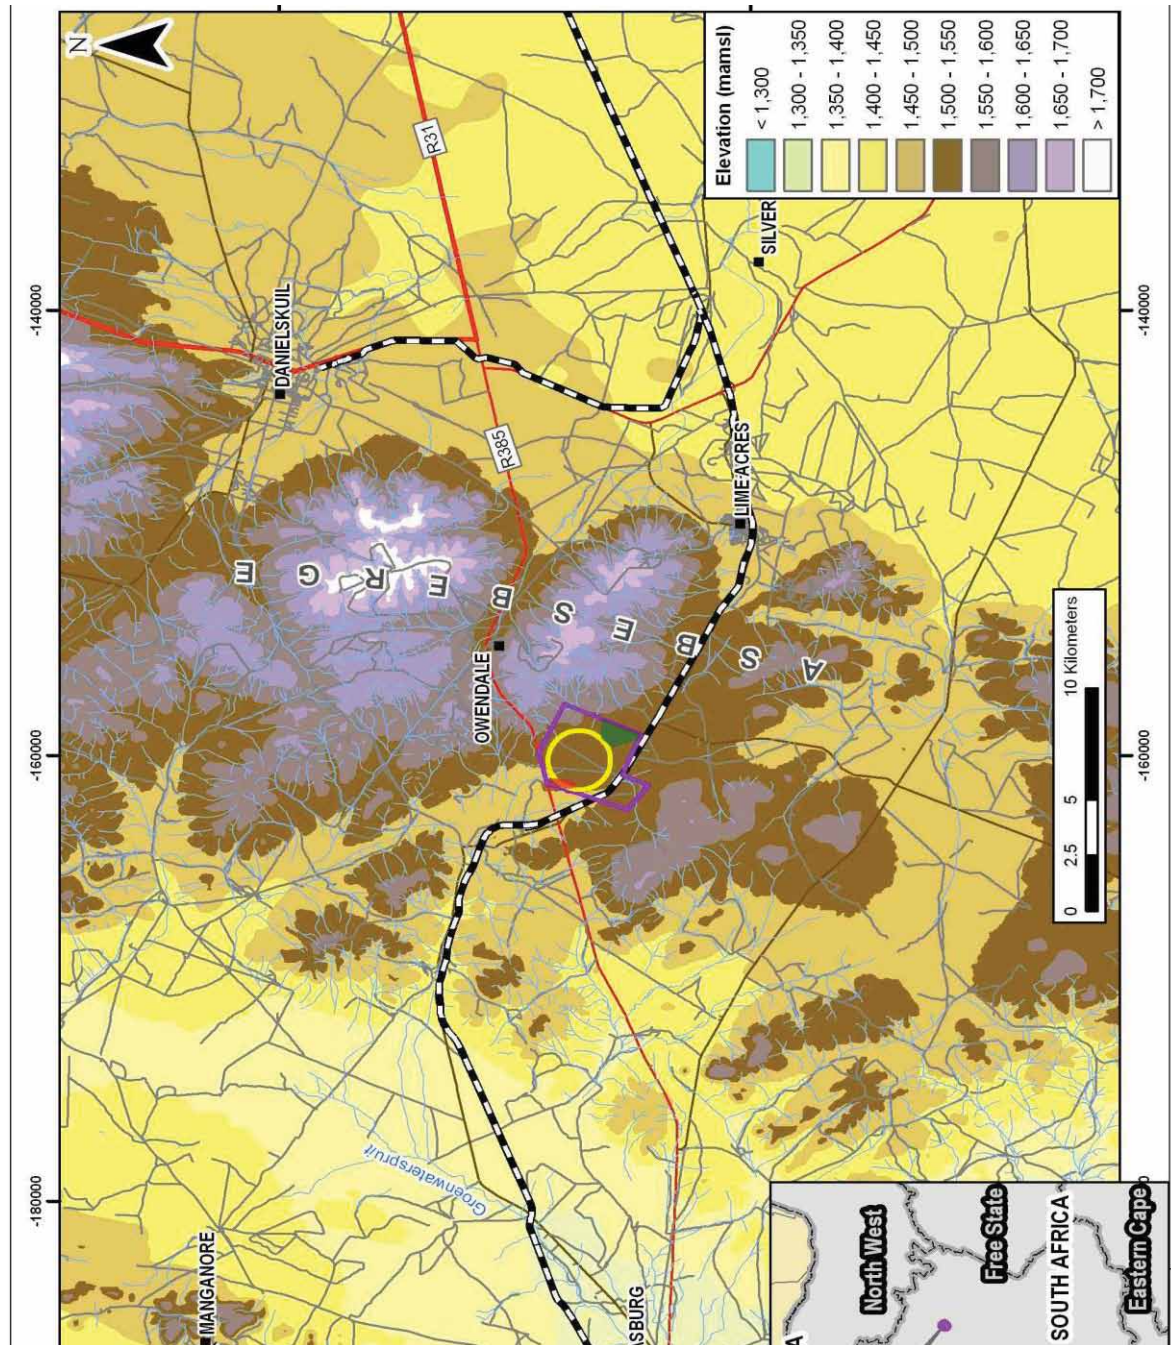 -140000
-160000
-180000
N
R31
DANIELSKUIL
R385
OWENDALE
LIME ACRES
SILVER
MANGANORE
ASBURG
Groenwaterspruit
ASBESBERGE
Elevation (mamsl)
< 1,300
1,300 - 1,350
1,350 - 1,400
1,400 - 1,450
1,450 - 1,500
1,500 - 1,550
1,550 - 1,600
1,600 - 1,650
1,650 - 1,700
> 1,700
0 2.5 5 10 Kilometers
-140000
-160000
North West
Free State
SOUTH AFRICA
Eastern Cape
A